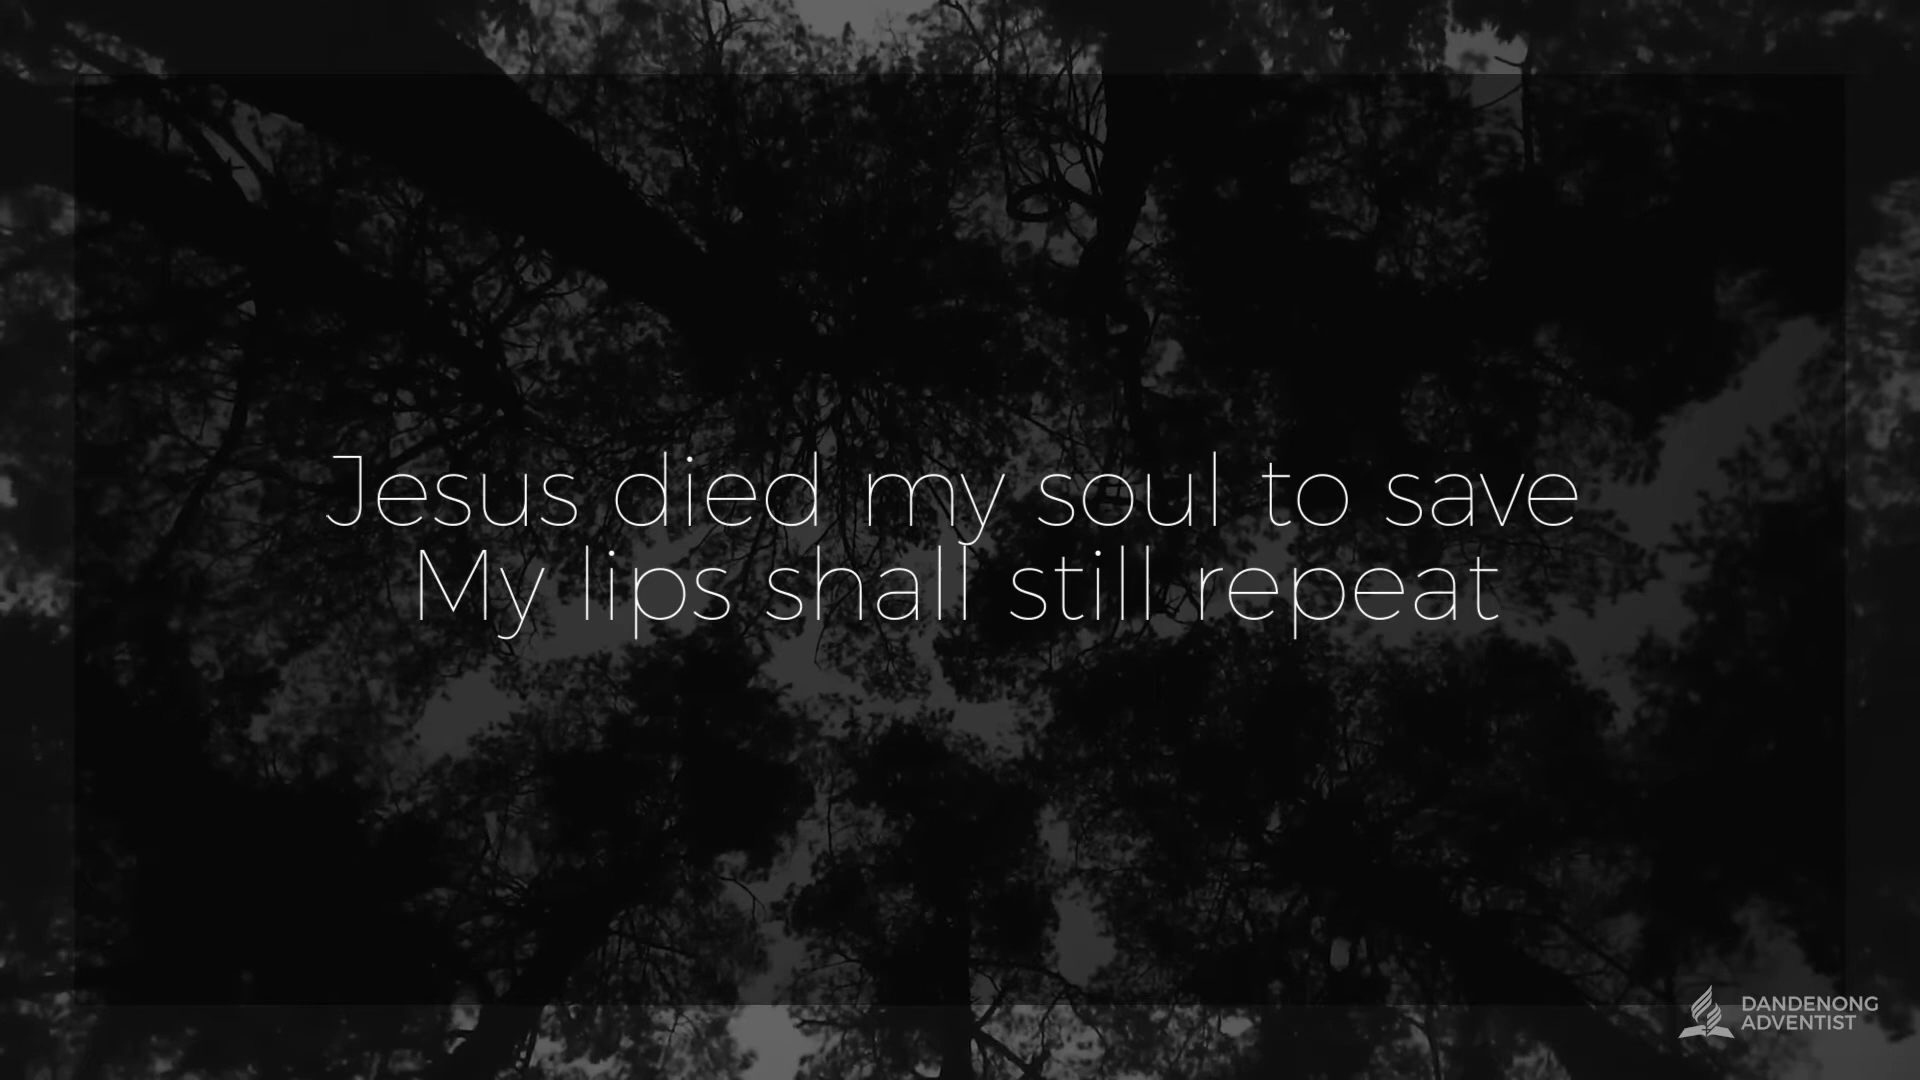 Jesus died my soul to save
My lips shall still repeat
DANDENONG
ADVENTIST